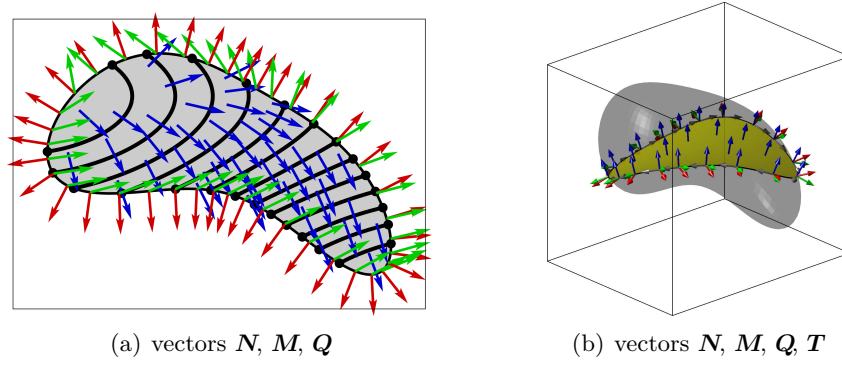 (a) vectors N, M, Q
(b) vectors N, M, Q, T